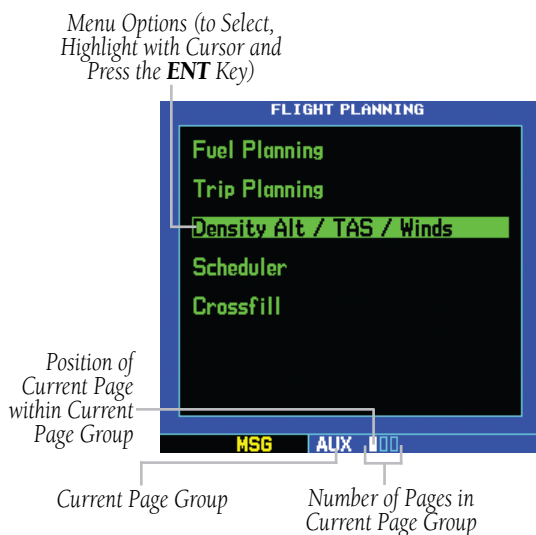 Menu Options (to Select,
Highlight with Cursor and
Press the ENT Key)
FLIGHT PLANNING
Fuel Planning
Trip Planning
Density Alt / TAS / Winds
Scheduler
Crossfill
Position of
Current Page
within Current
Page Group
MSG AUX
Current Page Group
Number of Pages in
Current Page Group